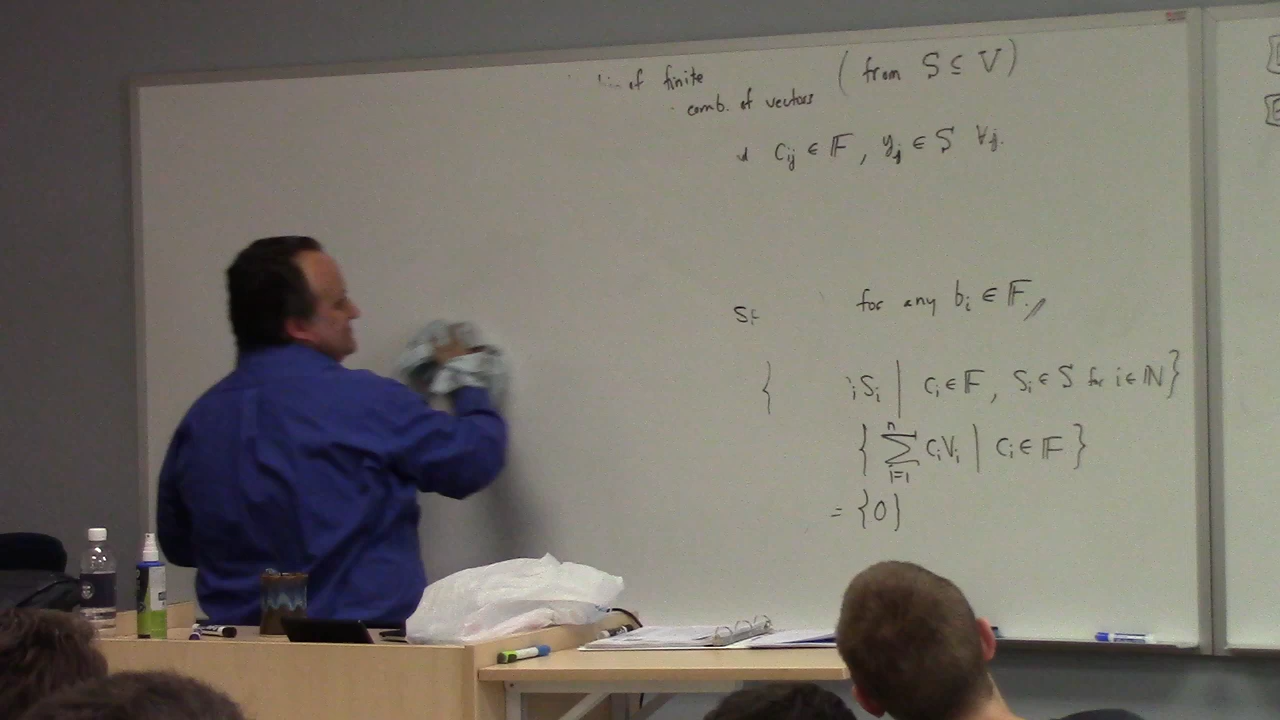 of finite (from S ⊆ V)
comb. of vectors
c_ij ∈ 𝔽, y_j ∈ S ∀j.
for any b_i ∈ 𝔽.//
{ i S_i | c_i ∈ 𝔽, S_i ∈ S for i ∈ ℕ}
{ ∑_{i=1}^{n} c_i v_i | c_i ∈ 𝔽 }
= {0}